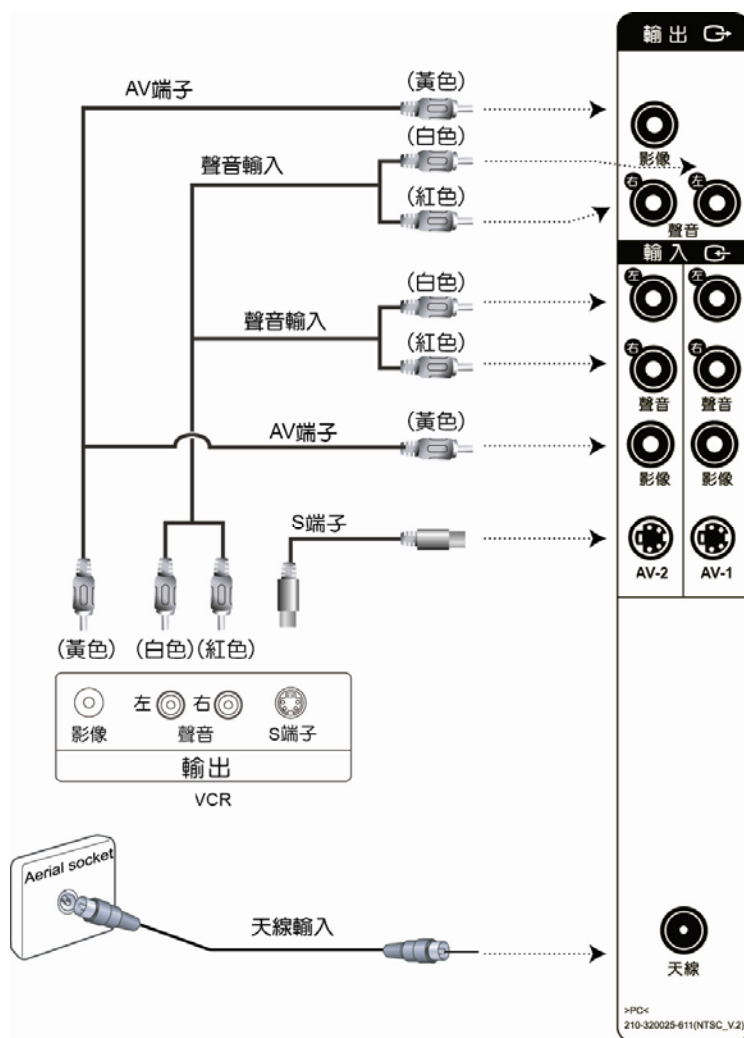 輸出
AV端子
(黃色)
(白色)
影像
聲音輸入
右
左
(紅色)
聲音
輸入
(白色)
左
左
聲音輸入
(紅色)
右
右
聲音
聲音
AV端子
(黃色)
影像
影像
S端子
AV-2
AV-1
(黃色)
(白色)(紅色)
左
右
影像
聲音
S端子
輸出
VCR
Aerial socket
天線輸入
天線
>PC<
210-320025-611(NTSC_V.2)